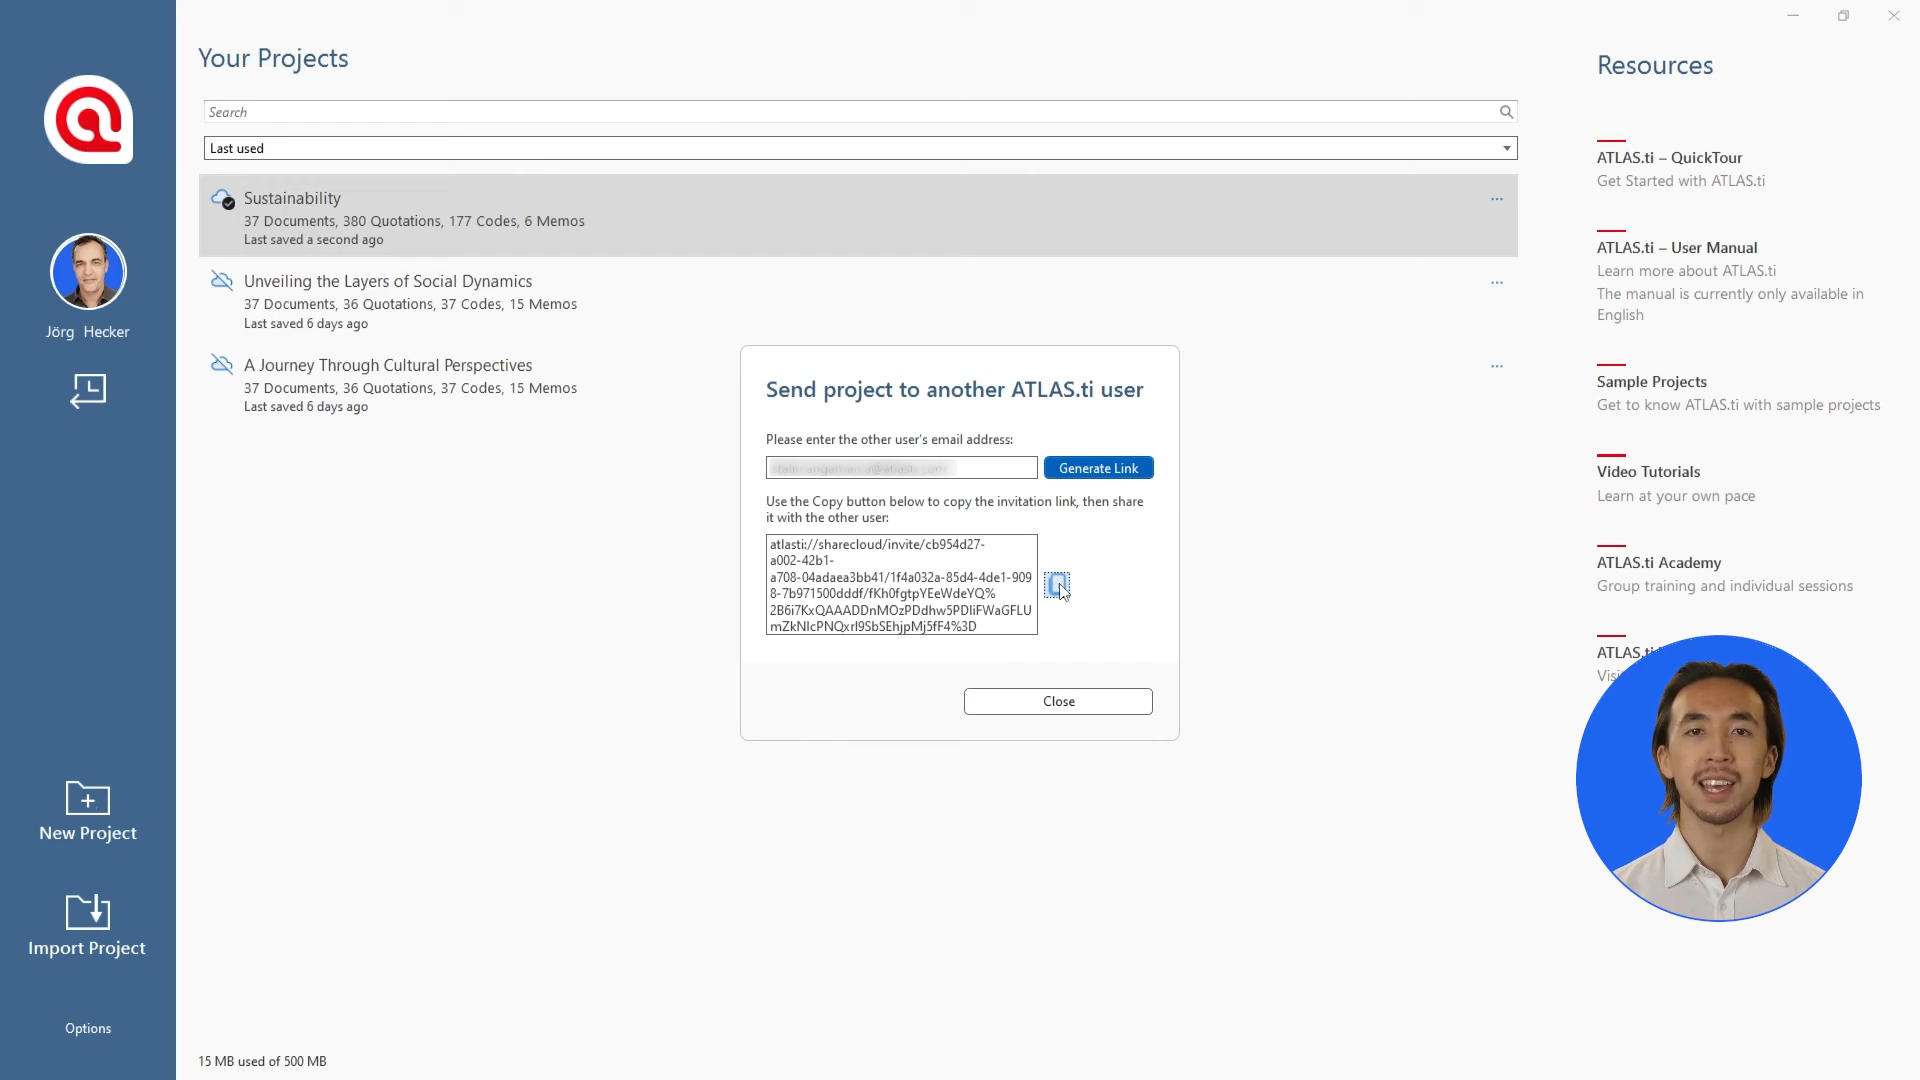 Your Projects
Search
Last used
Sustainability
37 Documents, 380 Quotations, 177 Codes, 6 Memos
Last saved a second ago
Unveiling the Layers of Social Dynamics
37 Documents, 36 Quotations, 37 Codes, 15 Memos
Last saved 6 days ago
A Journey Through Cultural Perspectives
37 Documents, 36 Quotations, 37 Codes, 15 Memos
Last saved 6 days ago
Jörg Hecker
New Project
Import Project
Options
15 MB used of 500 MB
Send project to another ATLAS.ti user
Please enter the other user's email address:
Generate Link
Use the Copy button below to copy the invitation link, then share
it with the other user:
atlasti://sharecloud/invite/cb954d27-
a002-42b1-
a708-04adaea3bb41/1f4a032a-85d4-4de1-909
8-7b971500dddf/fKh0fgtpYEeWdeYQ%
2B6i7KxQAAADDnMOzPDdhw5PDliFWaGFLU
mZkNlcPNQxrl9SbSEhjpMj5fF4%3D
Close
Resources
ATLAS.ti – QuickTour
Get Started with ATLAS.ti
ATLAS.ti – User Manual
Learn more about ATLAS.ti
The manual is currently only available in
English
Sample Projects
Get to know ATLAS.ti with sample projects
Video Tutorials
Learn at your own pace
ATLAS.ti Academy
Group training and individual sessions